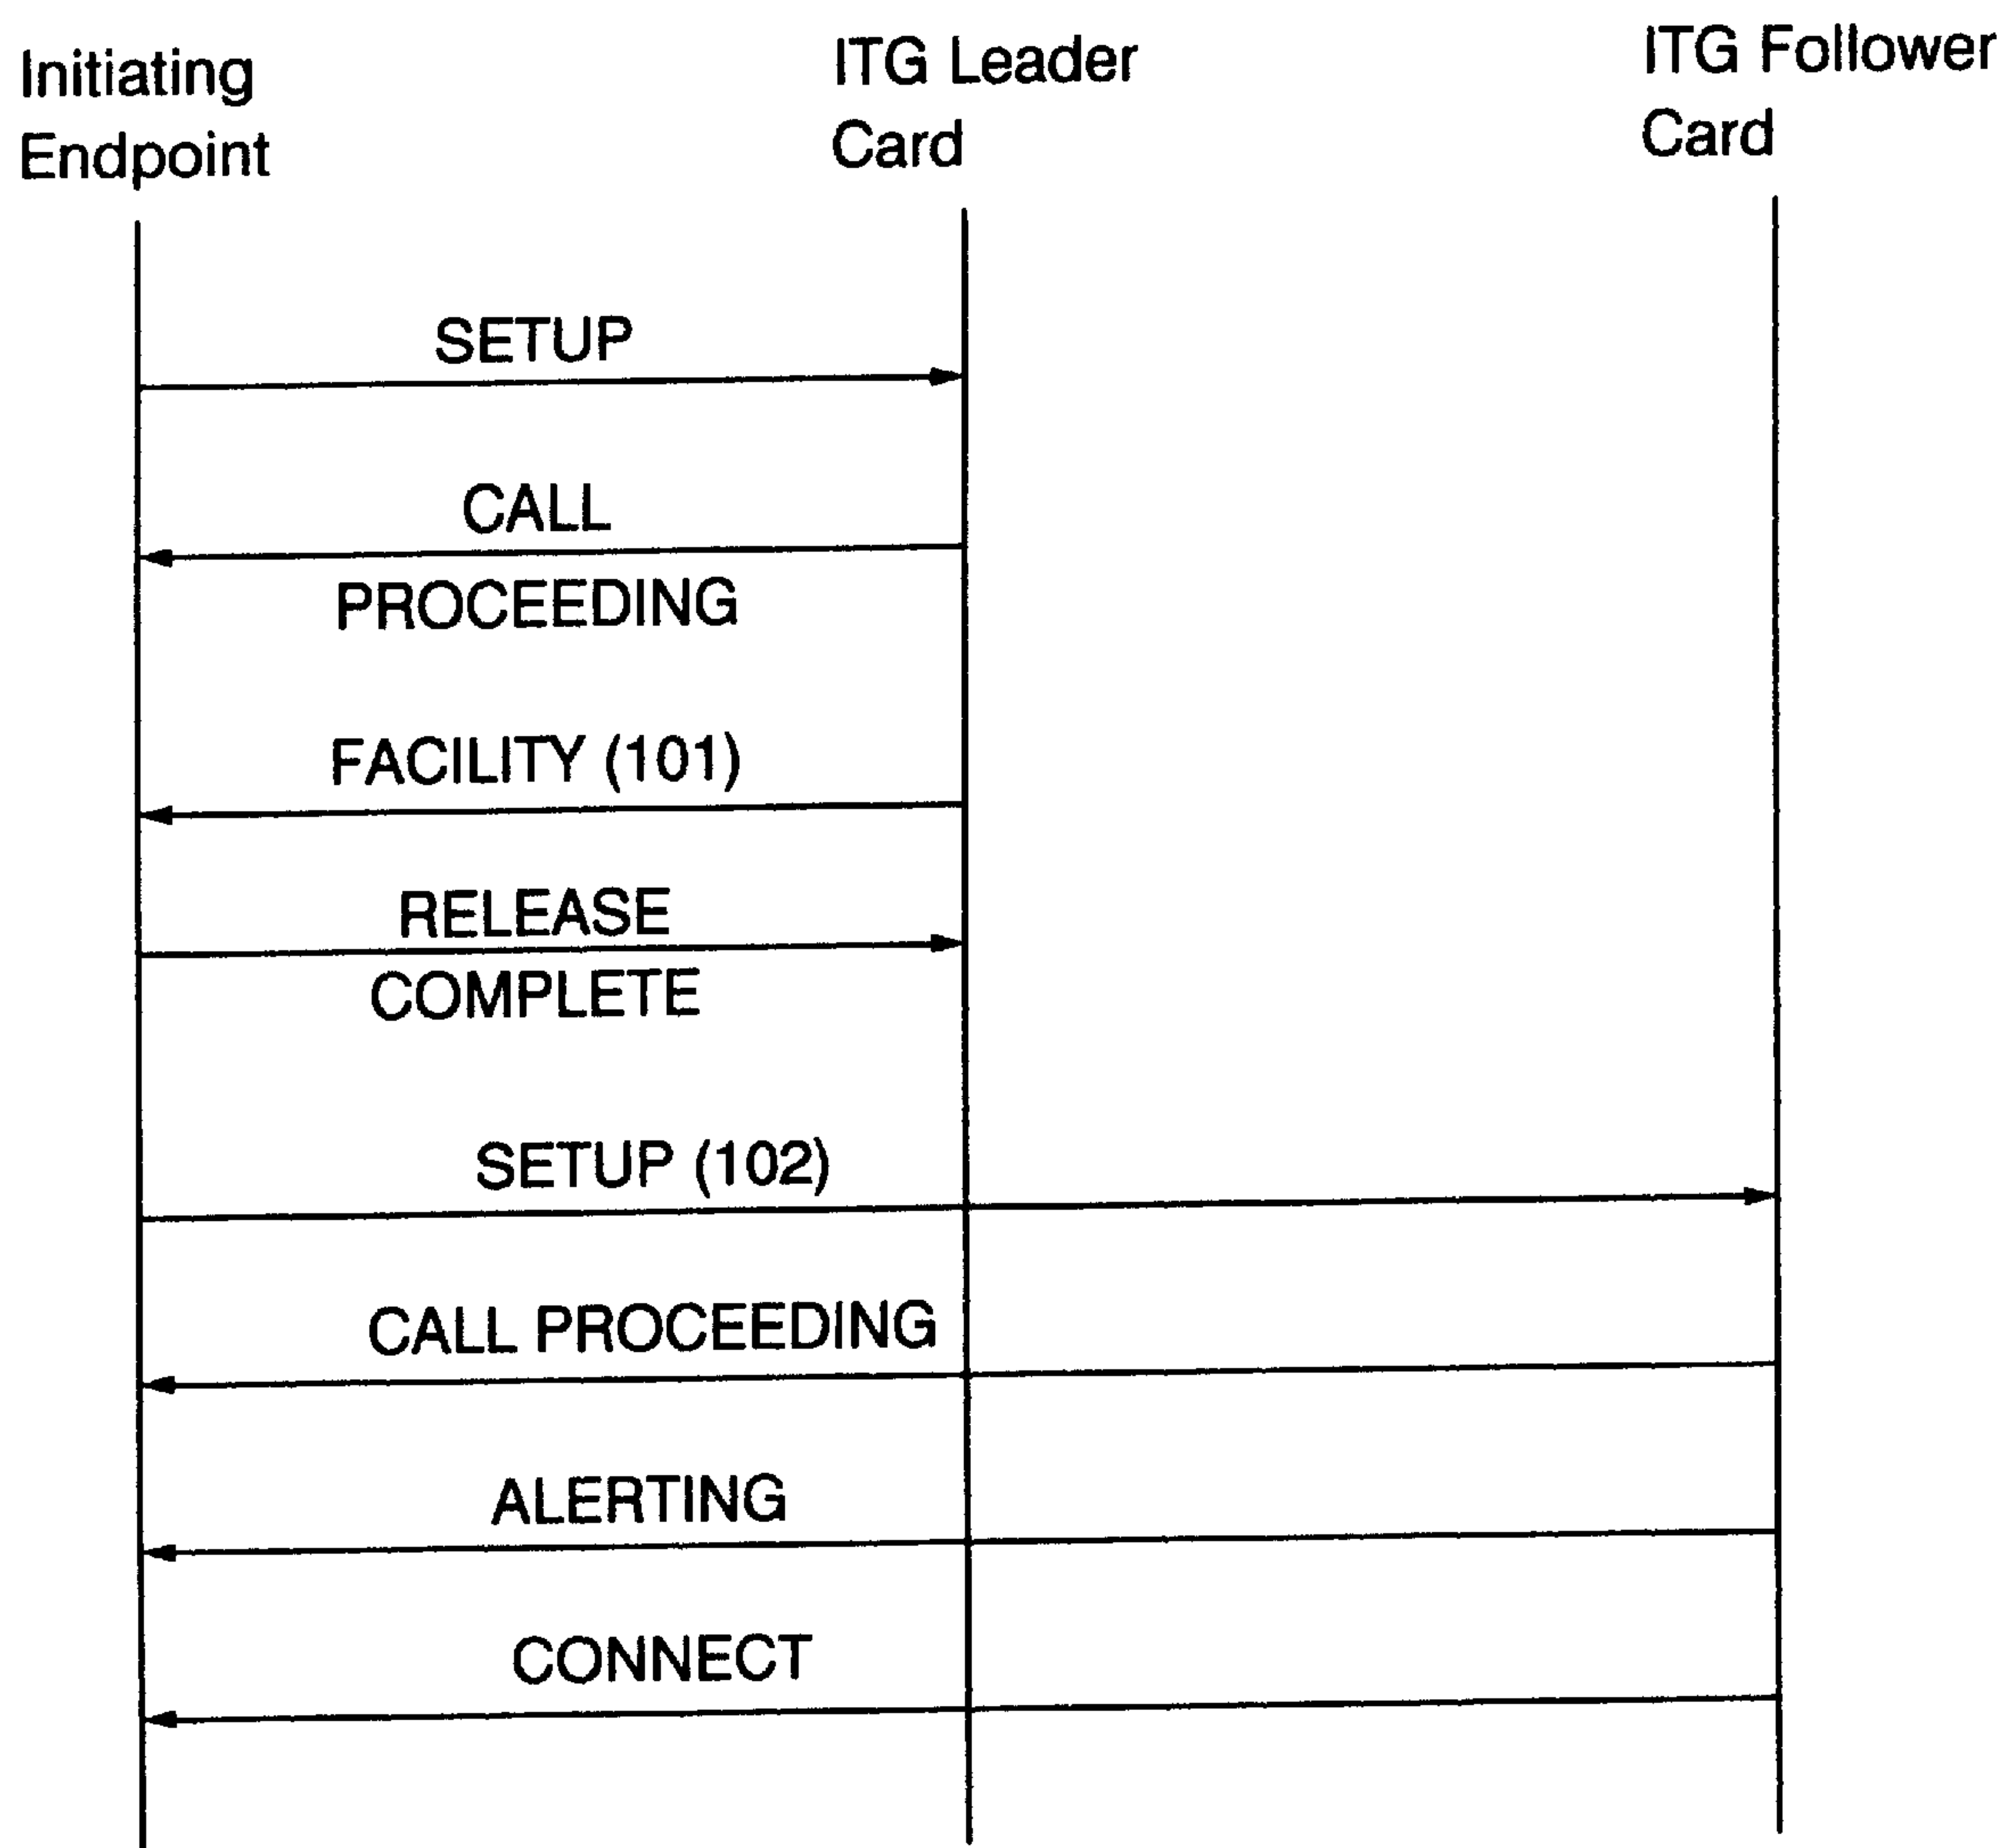 Initiating
Endpoint
ITG Leader
Card
ITG Follower
Card
SETUP
CALL
PROCEEDING
FACILITY (101)
RELEASE
COMPLETE
SETUP (102)
CALL PROCEEDING
ALERTING
CONNECT